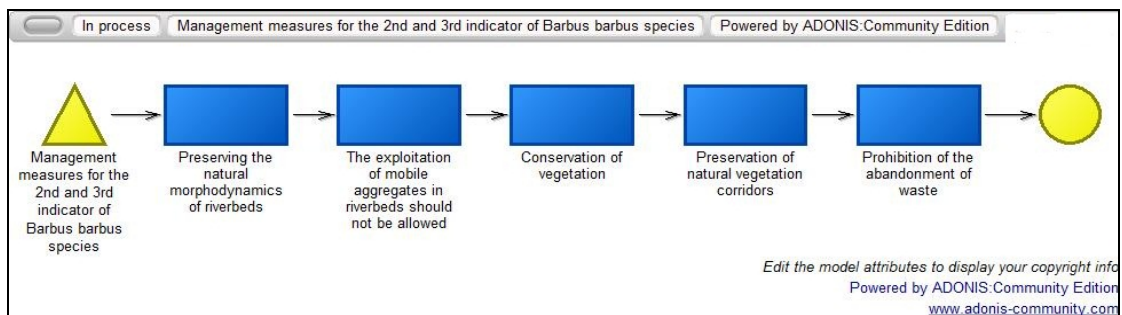 In process Management measures for the 2nd and 3rd indicator of Barbus barbus species Powered by ADONIS:Community Edition
Management
measures for the
2nd and 3rd
indicator of
Barbus barbus
species
Preserving the
natural
morphodynamics
of riverbeds
The exploitation
of mobile
aggregates in
riverbeds should
not be allowed
Conservation of
vegetation
Preservation of
natural vegetation
corridors
Prohibition of the
abandonment of
waste
Edit the model attributes to display your copyright info
Powered by ADONIS:Community Edition
www.adonis-community.com